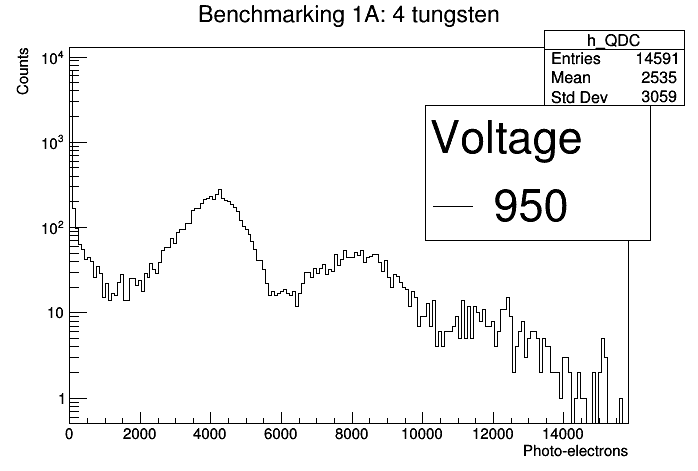 Benchmarking 1A: 4 tungsten
h_QDC
Entries 14591
Mean 2535
Std Dev 3059
Voltage
950
Counts
10⁴
10³
10²
10
1
0 2000 4000 6000 8000 10000 12000 14000
Photo-electrons